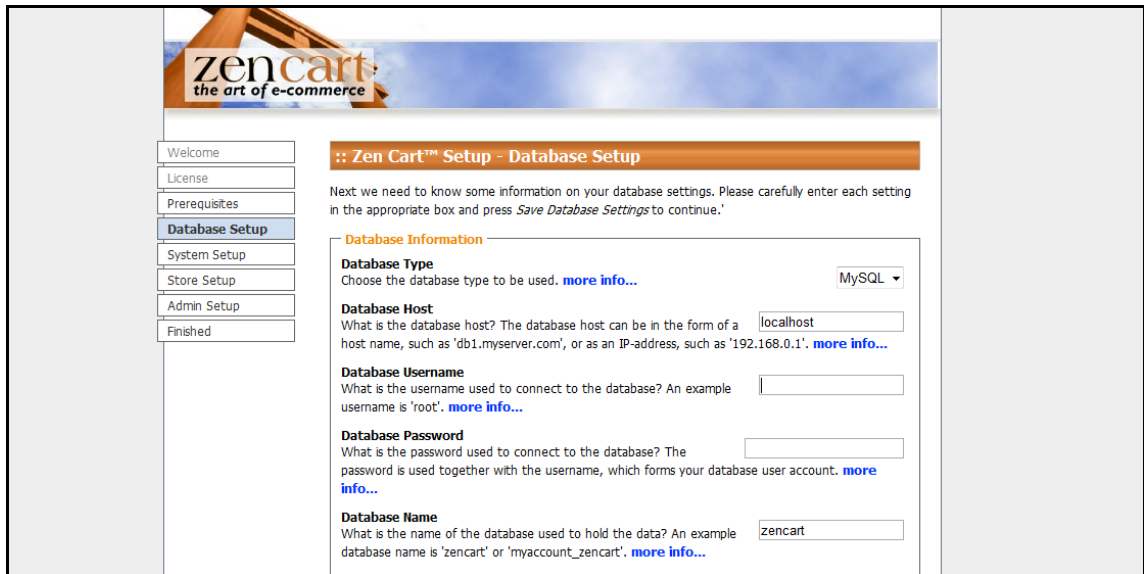 zencart
the art of e-commerce
Welcome
License
Prerequisites
Database Setup
System Setup
Store Setup
Admin Setup
Finished
:: Zen Cart™ Setup - Database Setup
Next we need to know some information on your database settings. Please carefully enter each setting
in the appropriate box and press Save Database Settings to continue.'
Database Information
Database Type
Choose the database type to be used. more info... MySQL
Database Host
What is the database host? The database host can be in the form of a localhost
host name, such as 'db1.myserver.com', or as an IP-address, such as '192.168.0.1'. more info...
Database Username
What is the username used to connect to the database? An example
username is 'root'. more info...
Database Password
What is the password used to connect to the database? The
password is used together with the username, which forms your database user account. more
info...
Database Name
What is the name of the database used to hold the data? An example zencart
database name is 'zencart' or 'myaccount_zencart'. more info...